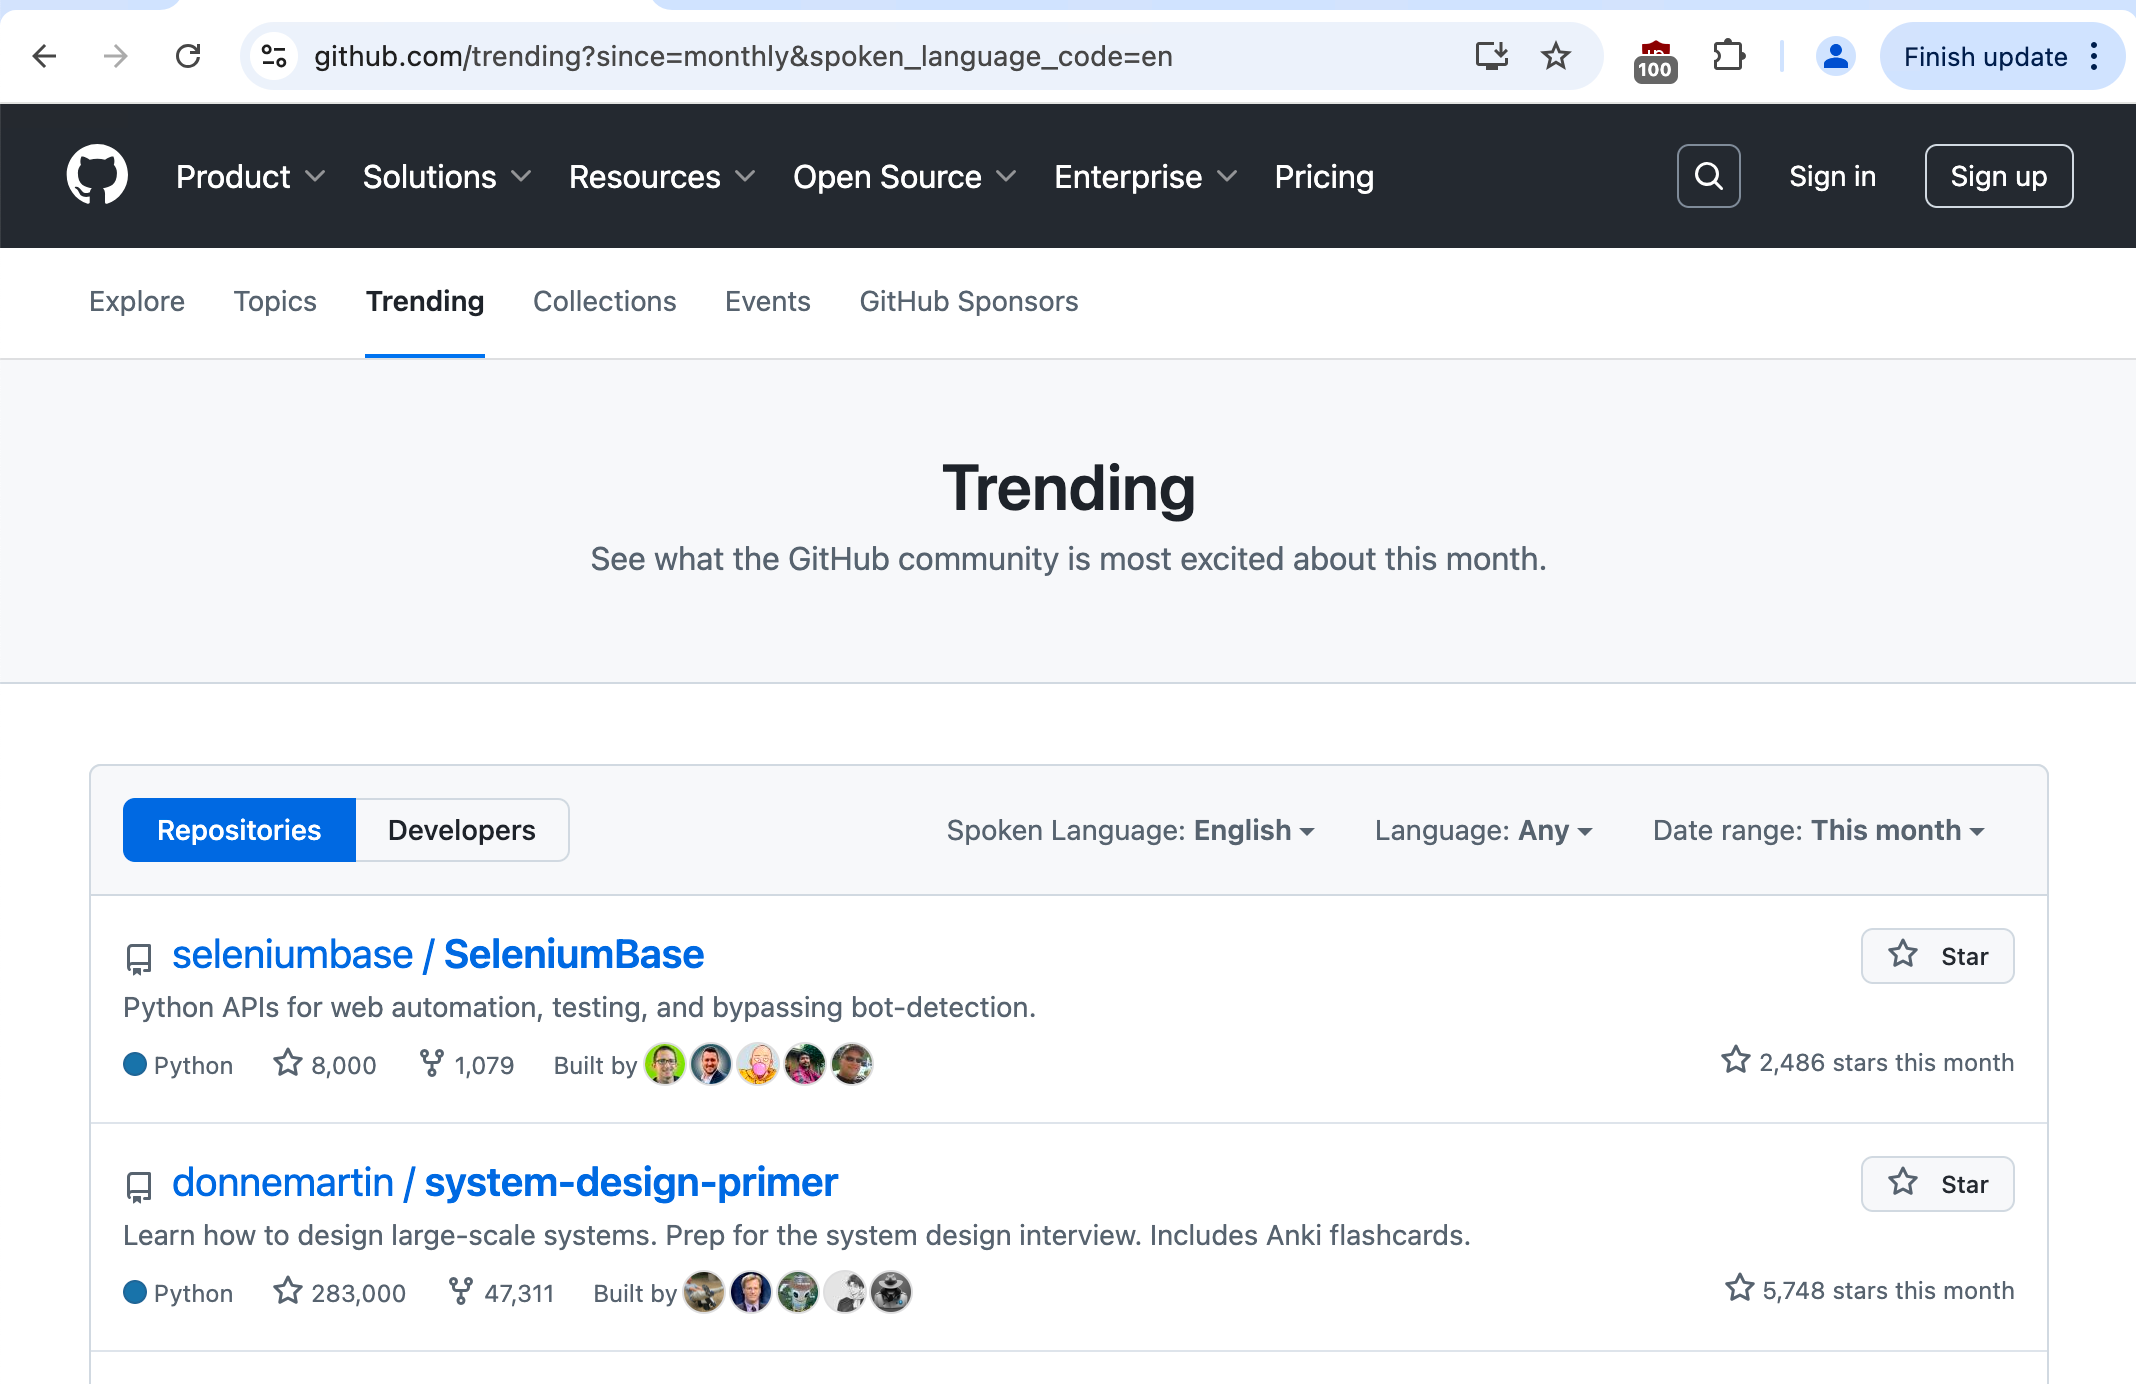 github.com/trending?since=monthly&spoken_language_code=en
100
Finish update
Product Solutions Resources Open Source Enterprise Pricing
Sign in
Sign up
Explore Topics Trending Collections Events GitHub Sponsors
Trending
See what the GitHub community is most excited about this month.
Repositories Developers Spoken Language: English Language: Any Date range: This month
seleniumbase / SeleniumBase
Star
Python APIs for web automation, testing, and bypassing bot-detection.
Python 8,000 1,079 Built by 2,486 stars this month
donnemartin / system-design-primer
Star
Learn how to design large-scale systems. Prep for the system design interview. Includes Anki flashcards.
Python 283,000 47,311 Built by 5,748 stars this month